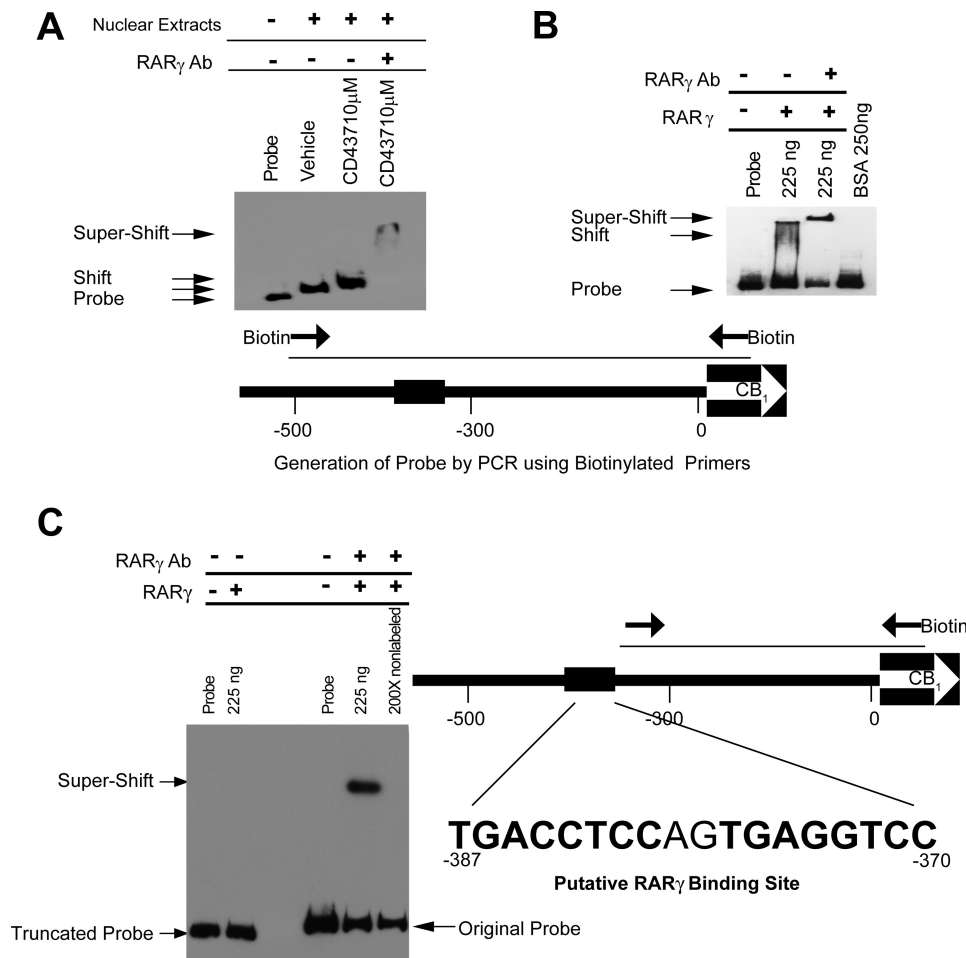 A
Nuclear Extracts - + + +
RARγ Ab - - - +
Probe
Vehicle
CD43710μM
CD43710μM
Super-Shift
Shift
Probe
B
RARγ Ab - - +
RAR γ - + +
Probe
225 ng
225 ng
BSA 250ng
Super-Shift
Shift
Probe
Biotin
Biotin
CB1
-500
-300
0
Generation of Probe by PCR using Biotinylated Primers
C
RARγ Ab - - - + +
RARγ - + - + +
Probe
225 ng
Probe
225 ng
200X nonlabeled
Super-Shift
Truncated Probe
Original Probe
Biotin
CB1
-500
-300
0
TGACCTCCAGTGAGGTCC
-387
-370
Putative RARγ Binding Site